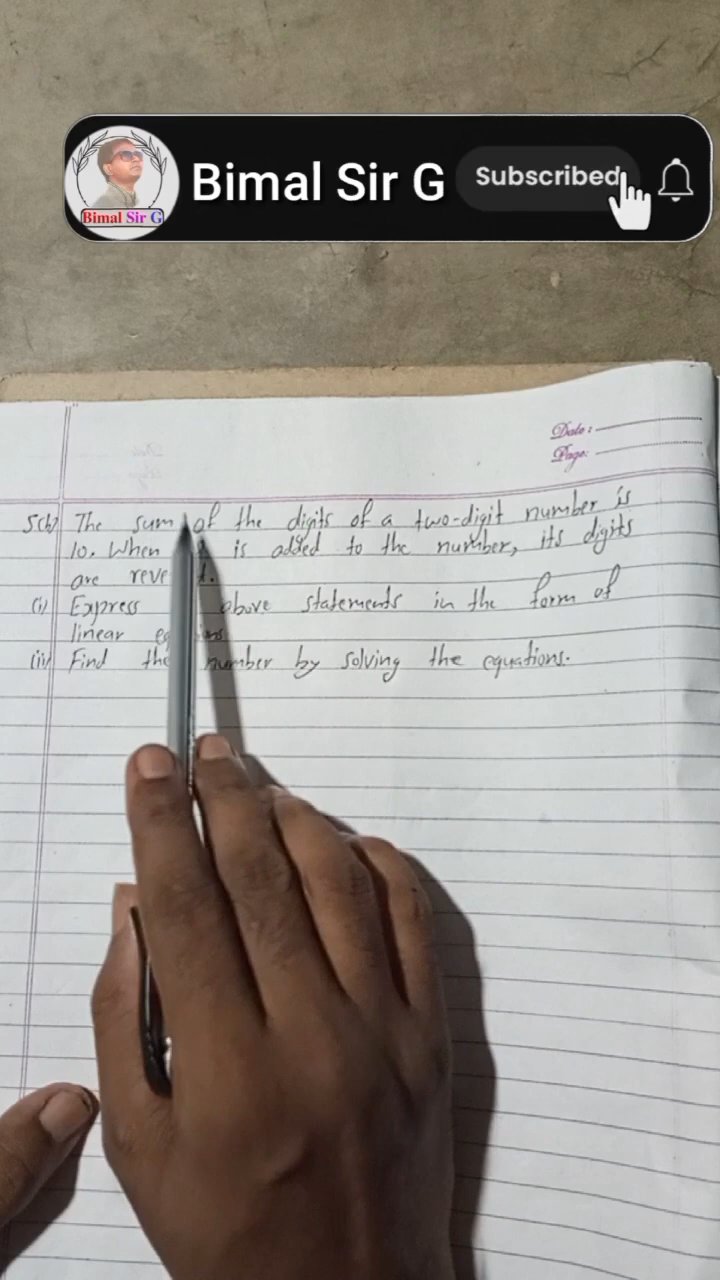 Bimal Sir G
Bimal Sir G
Subscribed
Date:
Page:
5(b) The sum of the digits of a two-digit number is
10. When is added to the number, its digits
are
(i) Express above statements in the form of
linear
(ii) Find the number by solving the equations.